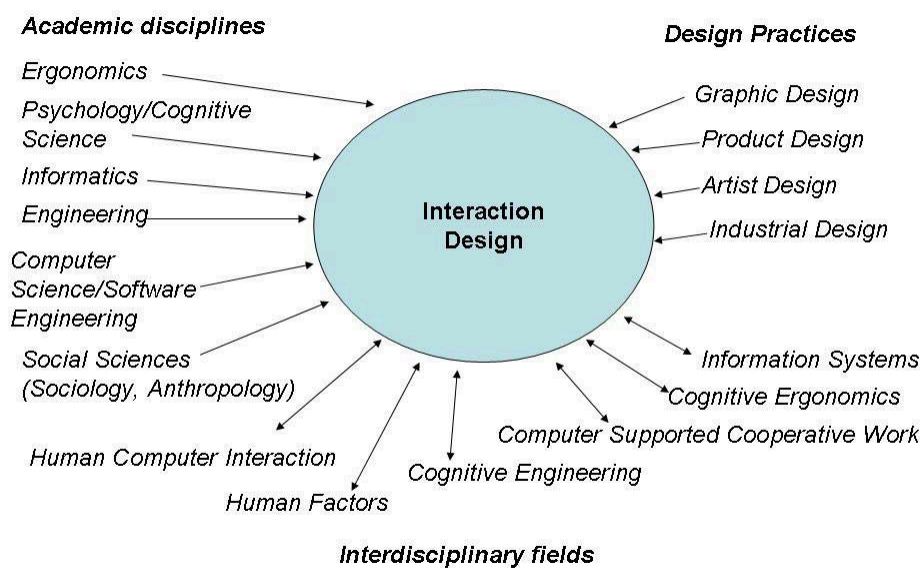 Academic disciplines
Ergonomics
Psychology/Cognitive
Science
Informatics
Engineering
Computer
Science/Software
Engineering
Social Sciences
(Sociology, Anthropology)
Design Practices
Graphic Design
Product Design
Artist Design
Industrial Design
Interaction
Design
Information Systems
Cognitive Ergonomics
Computer Supported Cooperative Work
Cognitive Engineering
Human Computer Interaction
Human Factors
Interdisciplinary fields